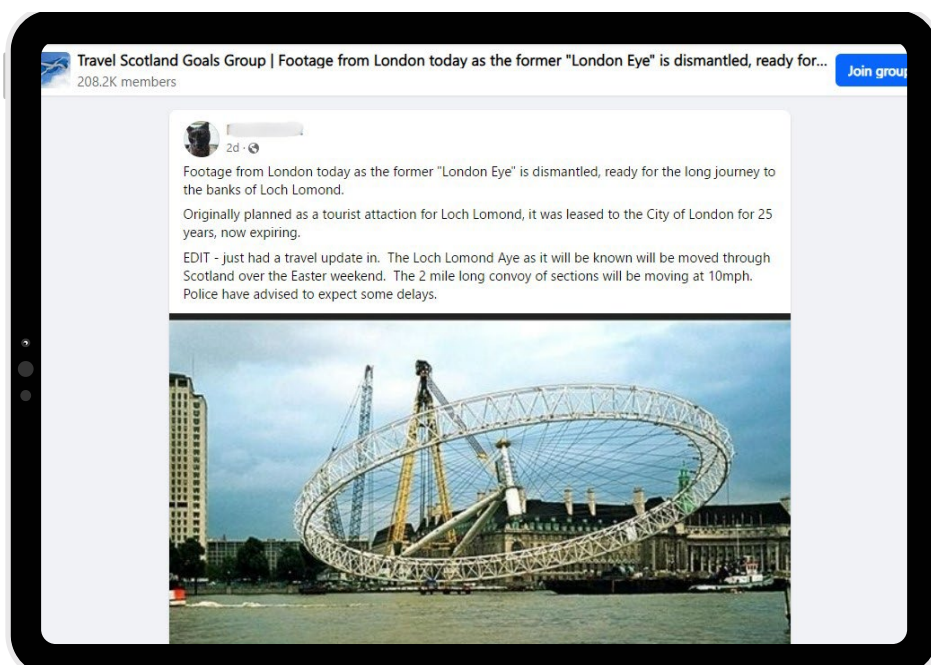 Travel Scotland Goals Group | Footage from London today as the former "London Eye" is dismantled, ready for...
208.2K members
Join group
2d ·
Footage from London today as the former "London Eye" is dismantled, ready for the long journey to
the banks of Loch Lomond.
Originally planned as a tourist attaction for Loch Lomond, it was leased to the City of London for 25
years, now expiring.
EDIT - just had a travel update in. The Loch Lomond Aye as it will be known will be moved through
Scotland over the Easter weekend. The 2 mile long convoy of sections will be moving at 10mph.
Police have advised to expect some delays.